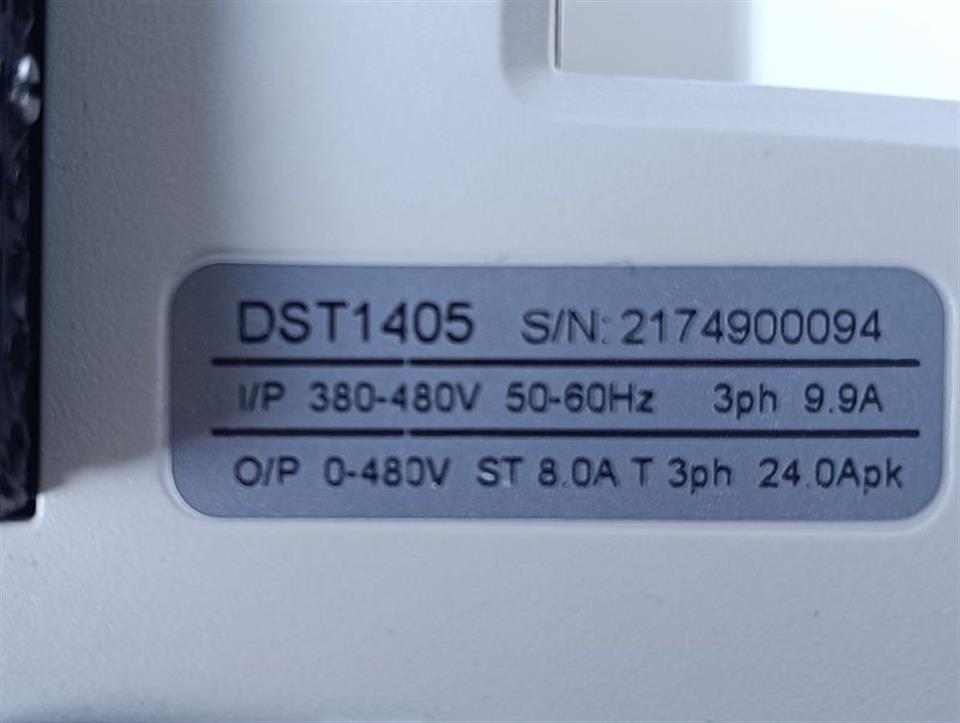 DST1405 S/N: 2174900094
I/P 380-480V 50-60Hz 3ph 9.9A
O/P 0-480V ST 8.0A T 3ph 24.0Apk